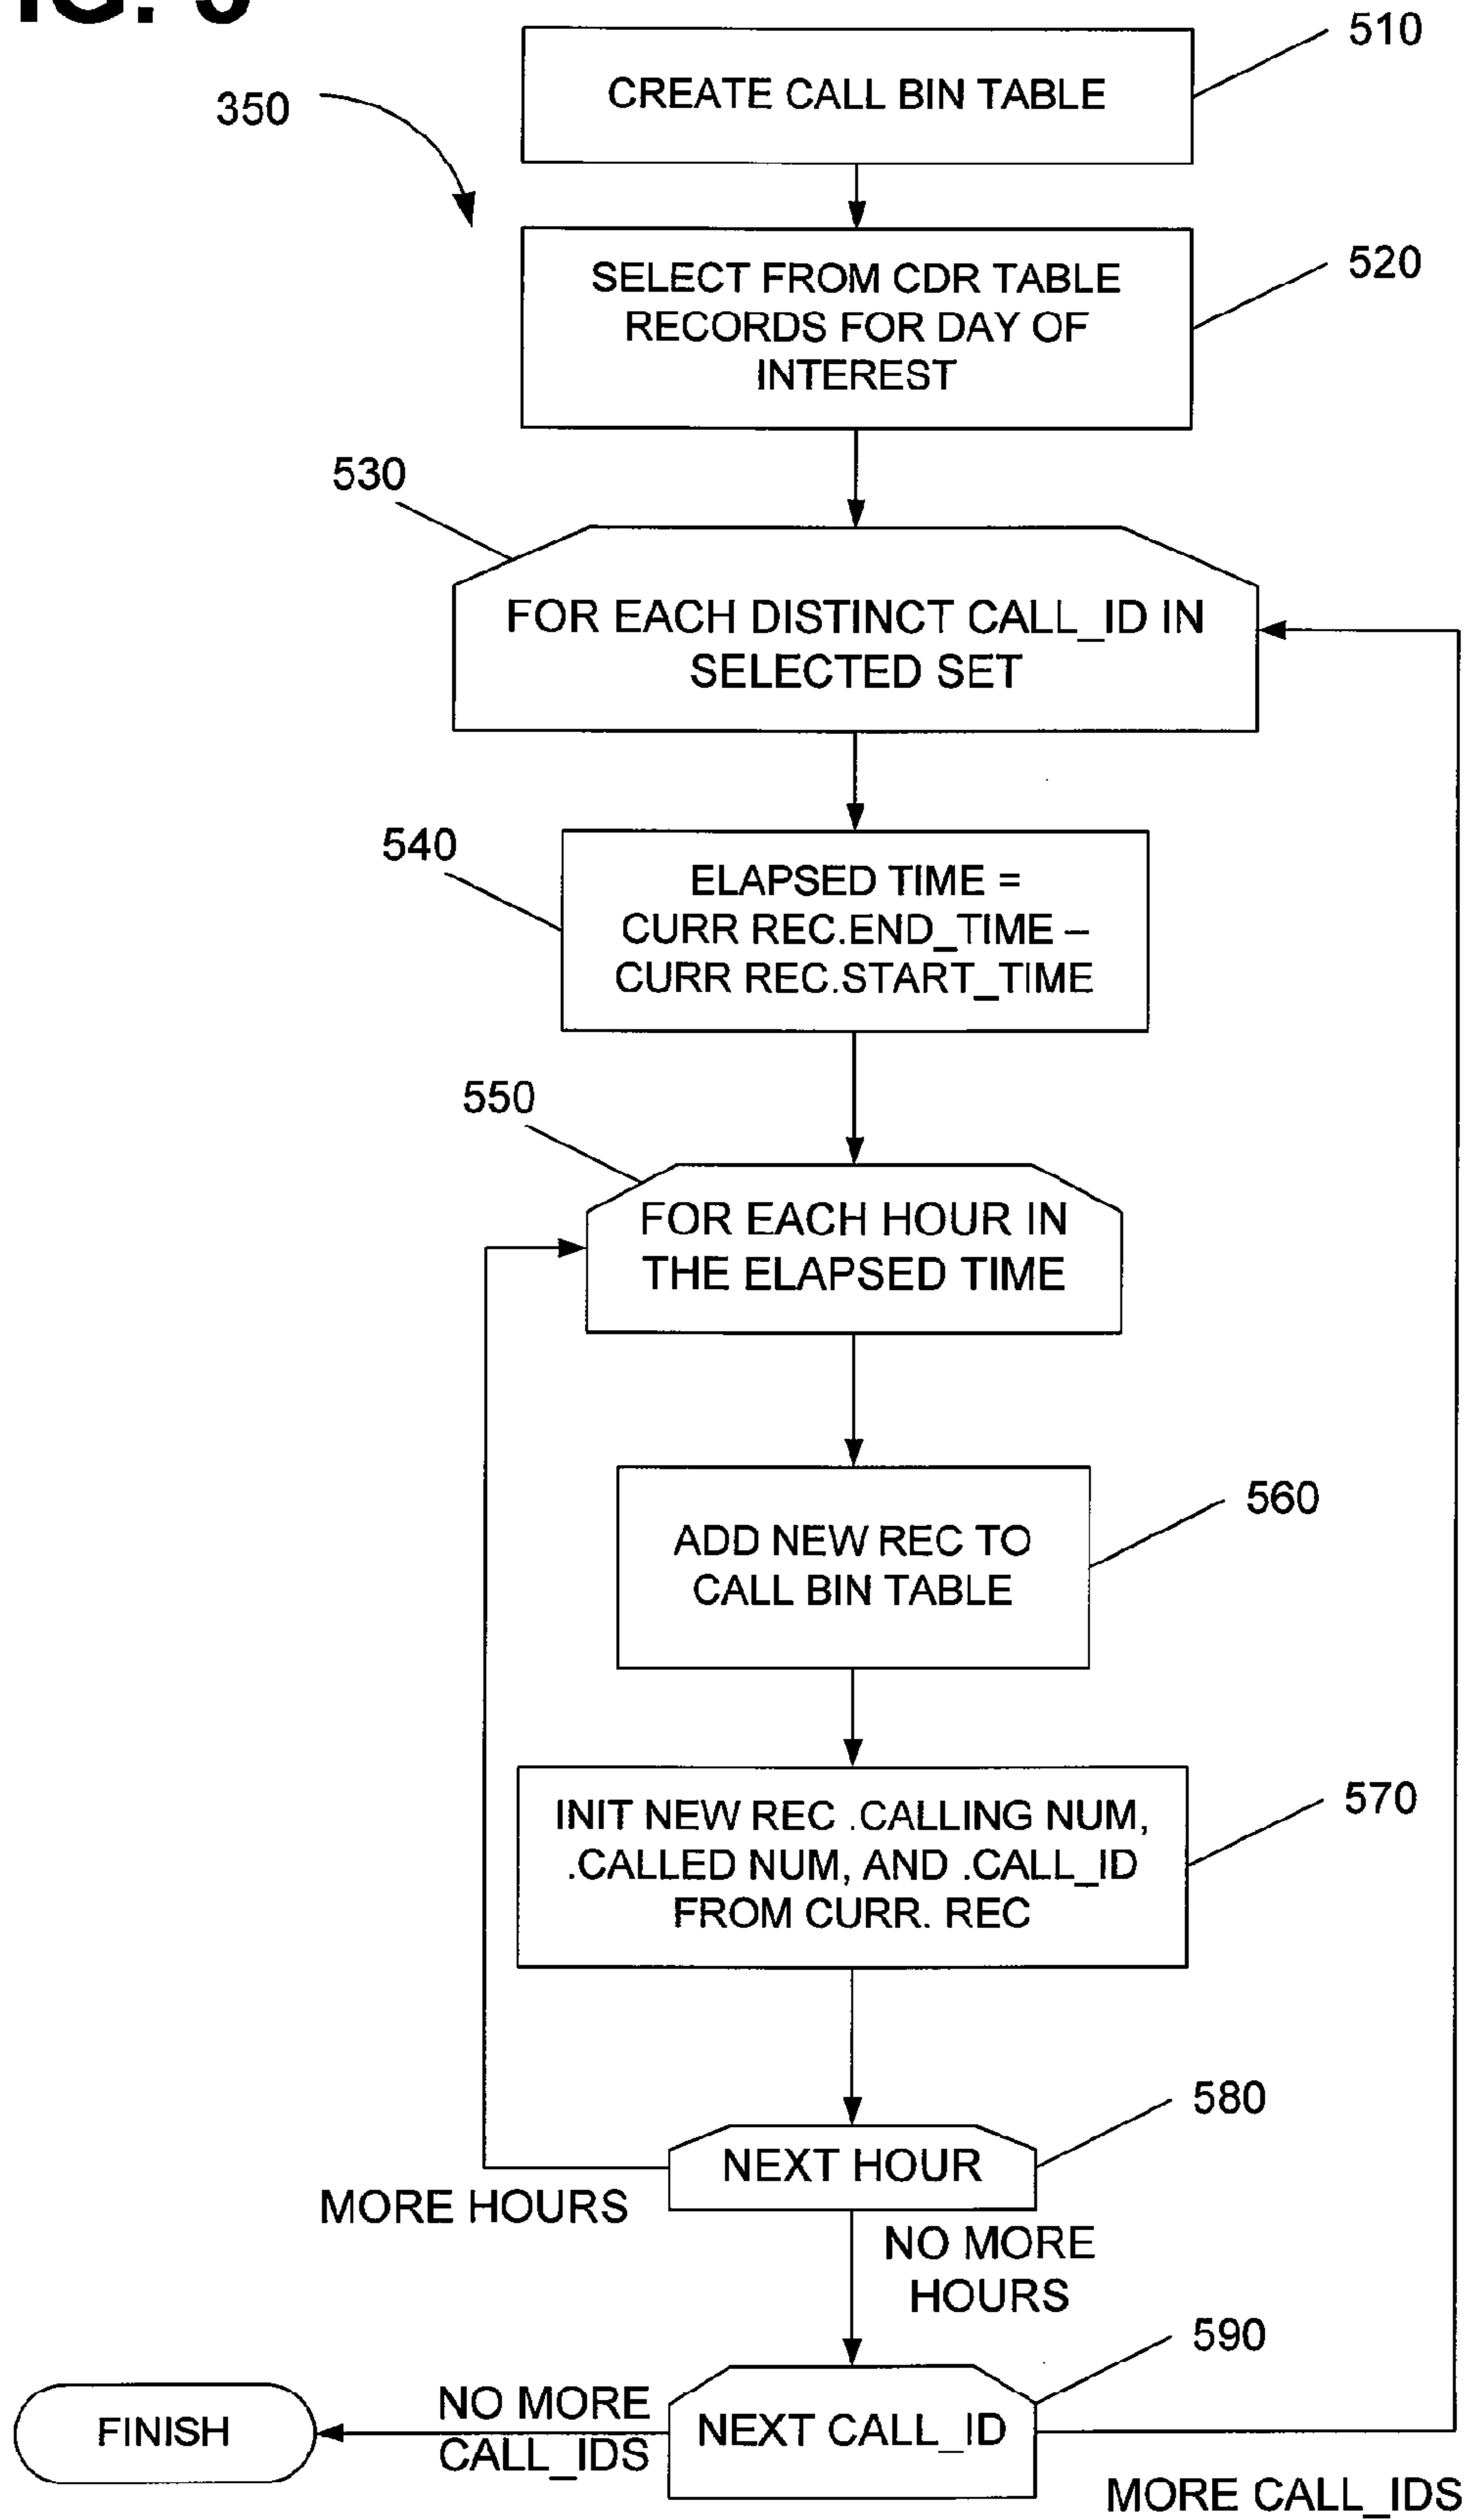 510
CREATE CALL BIN TABLE
350
520
SELECT FROM CDR TABLE
RECORDS FOR DAY OF
INTEREST
530
FOR EACH DISTINCT CALL_ID IN
SELECTED SET
540
ELAPSED TIME =
CURR REC.END_TIME –
CURR REC.START_TIME
550
FOR EACH HOUR IN
THE ELAPSED TIME
560
ADD NEW REC TO
CALL BIN TABLE
570
INIT NEW REC .CALLING NUM,
.CALLED NUM, AND .CALL_ID
FROM CURR. REC
580
NEXT HOUR
MORE HOURS
NO MORE
HOURS
590
NO MORE
CALL_IDS
NEXT CALL_ID
FINISH
MORE CALL_IDS